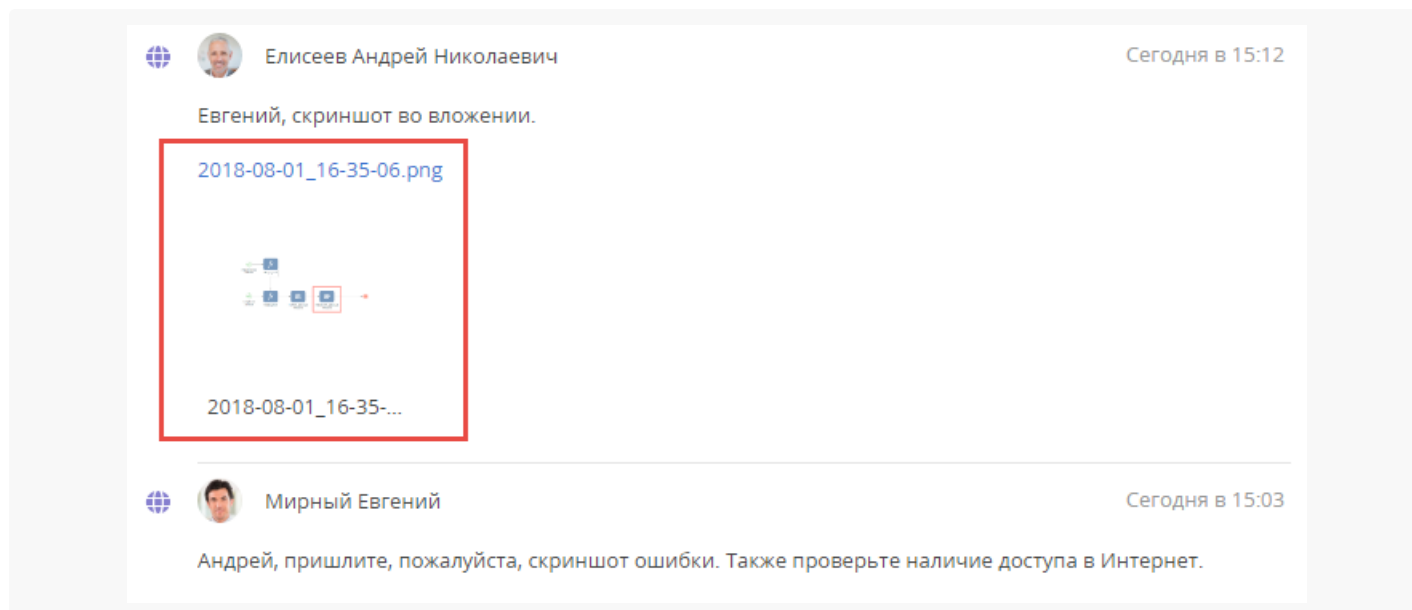 Елисеев Андрей Николаевич
Сегодня в 15:12
Евгений, скриншот во вложении.
2018-08-01_16-35-06.png
2018-08-01_16-35-...
Мирный Евгений
Сегодня в 15:03
Андрей, пришлите, пожалуйста, скриншот ошибки. Также проверьте наличие доступа в Интернет.